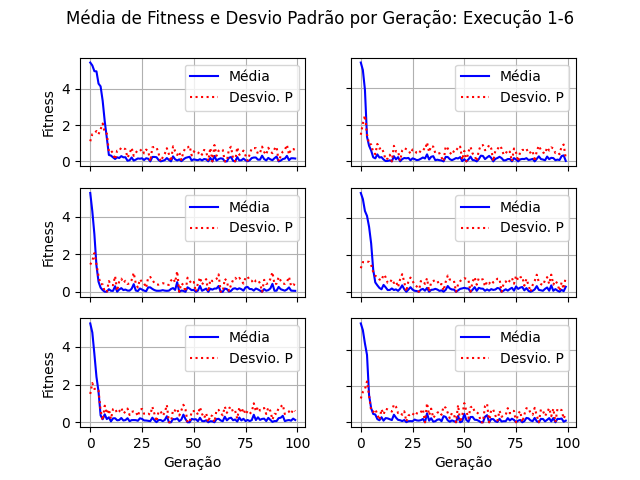 Média de Fitness e Desvio Padrão por Geração: Execução 1-6
Fitness
4
2
0
Média
Desvio. P
Média
Desvio. P
Fitness
4
2
0
Média
Desvio. P
Média
Desvio. P
Fitness
4
2
0
Média
Desvio. P
Média
Desvio. P
0 25 50 75 100
0 25 50 75 100
Geração
Geração